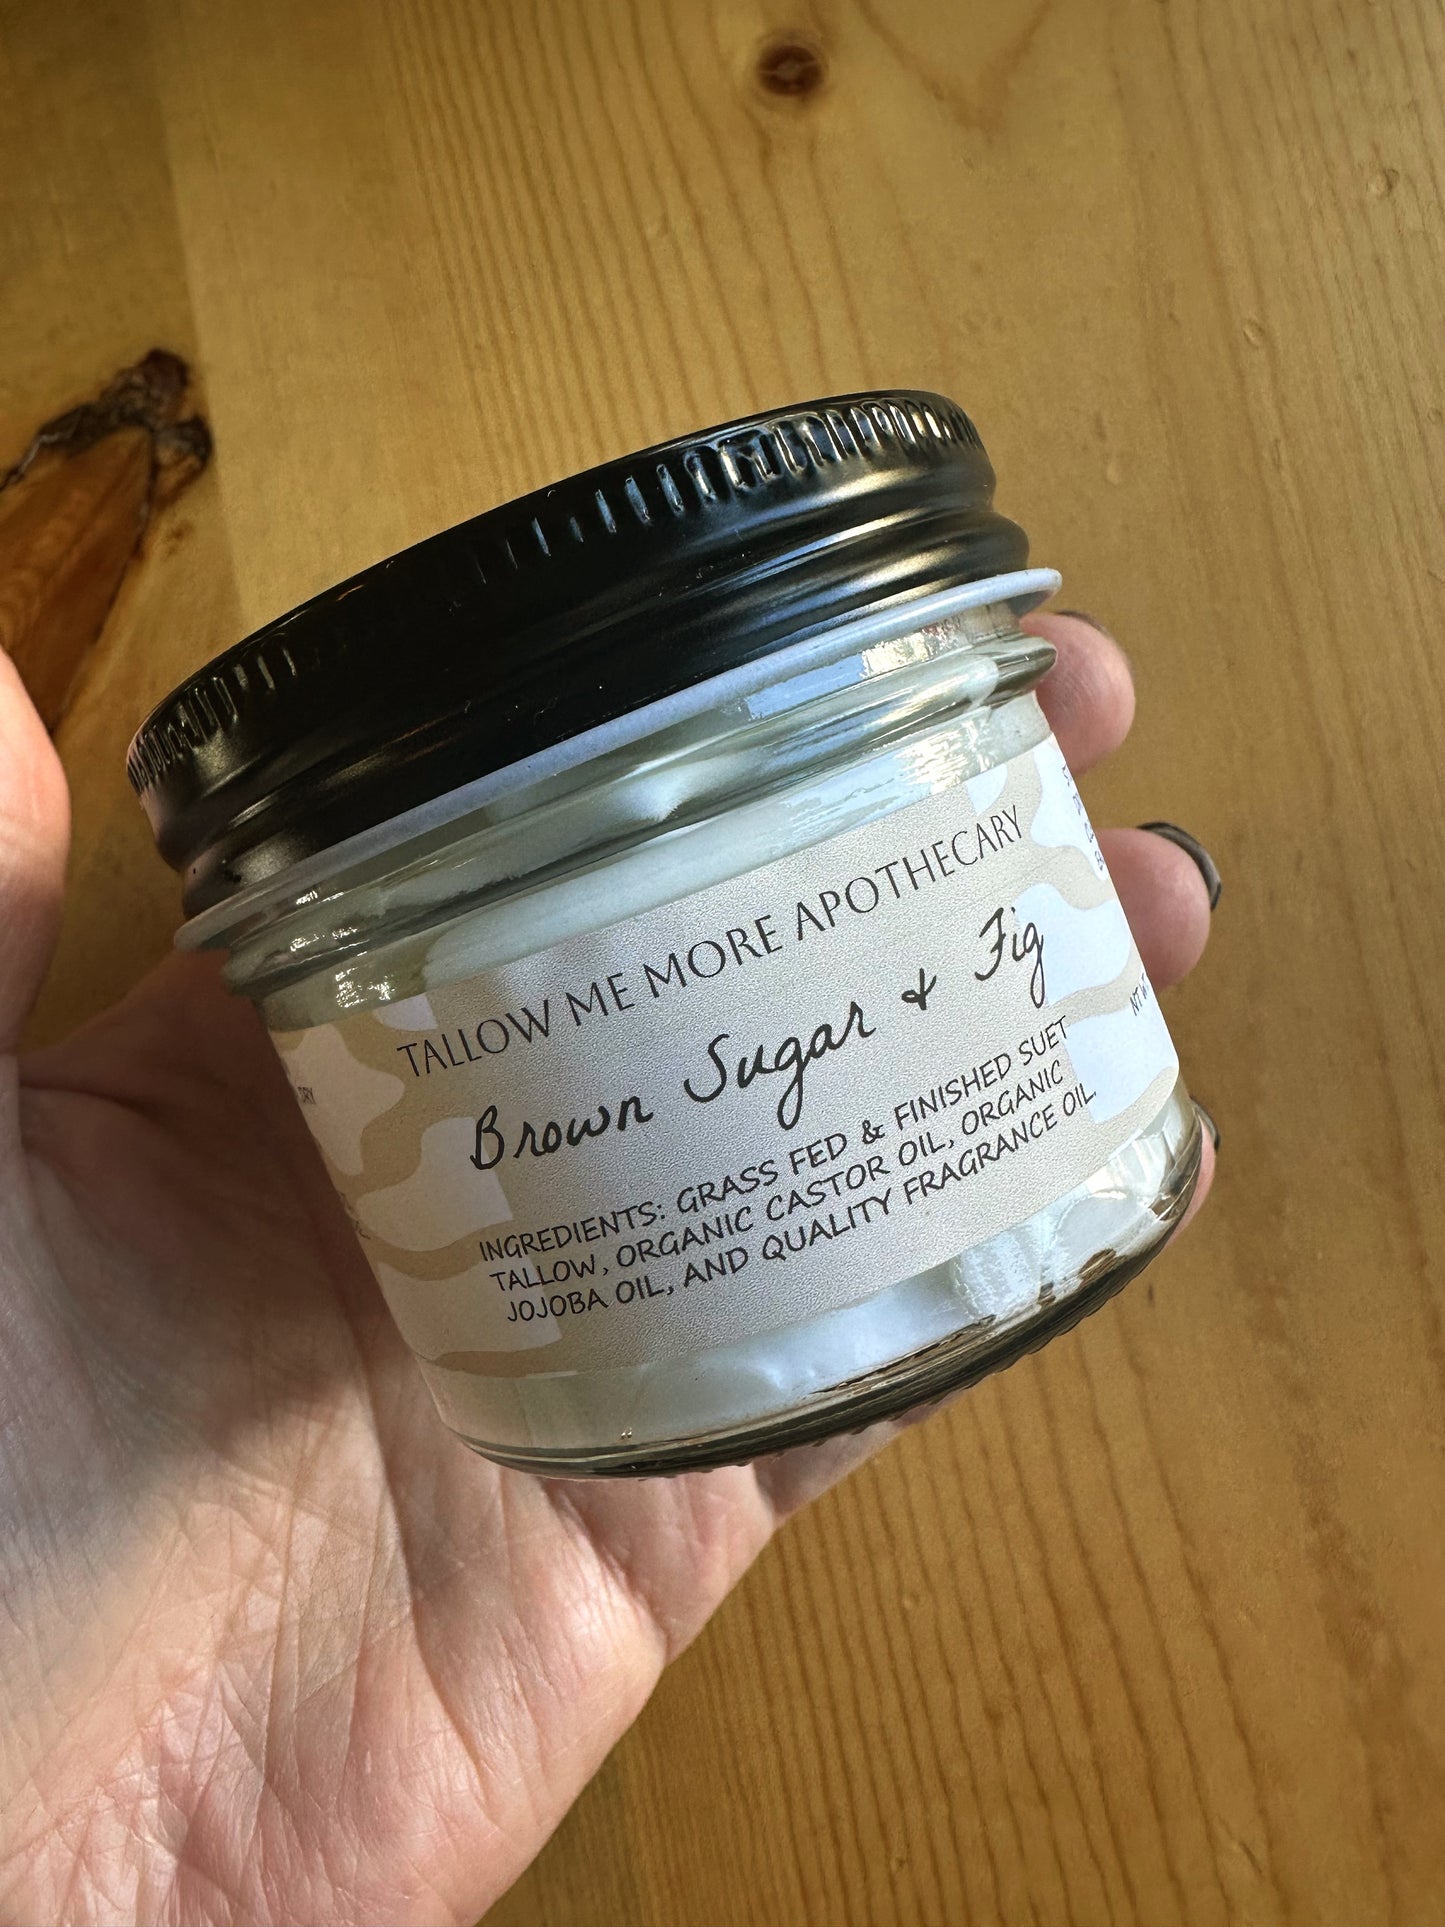 TALLOW ME MORE APOTHECARY
Brown Sugar & Fig
INGREDIENTS: GRASS FED & FINISHED SUET
TALLOW, ORGANIC CASTOR OIL, ORGANIC
JOJOBA OIL, AND QUALITY FRAGRANCE OIL